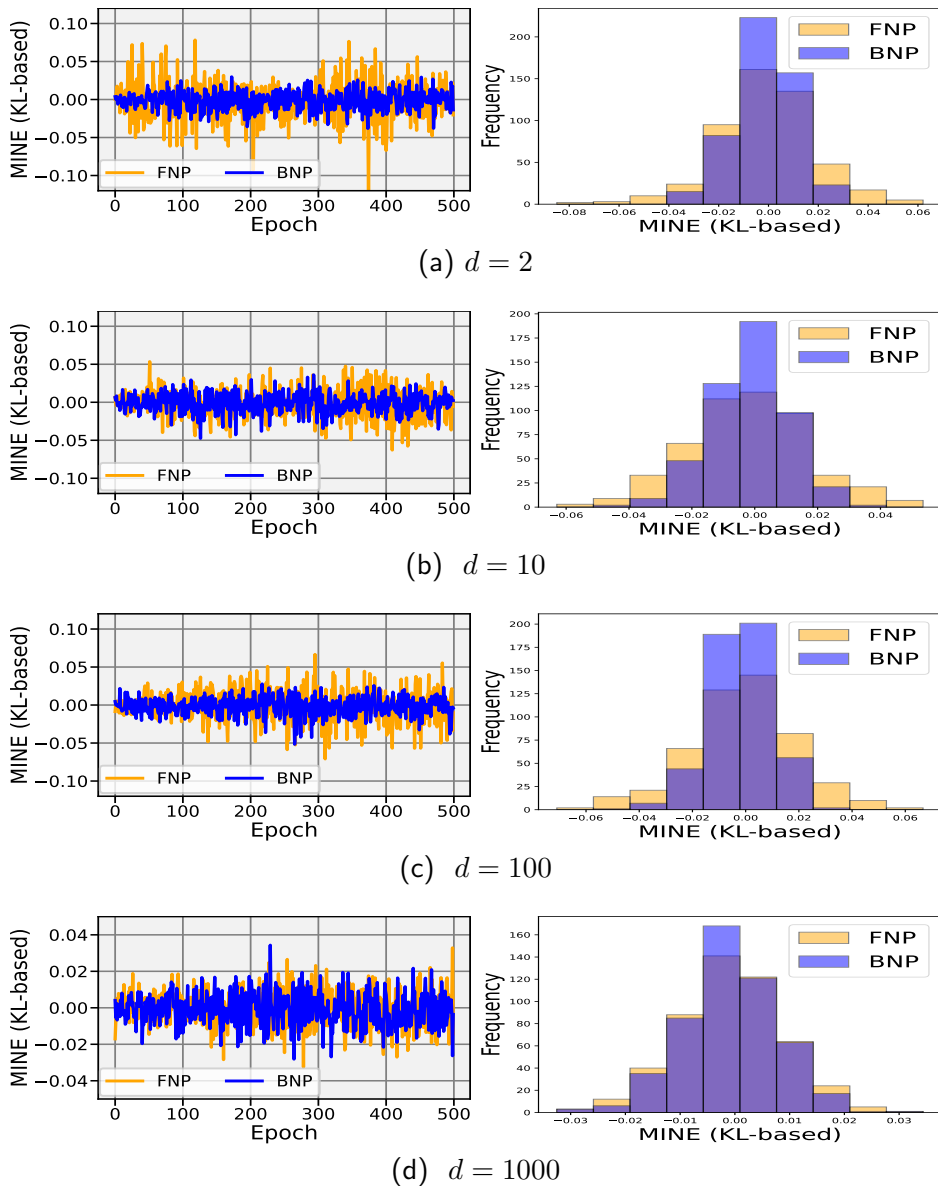 MINE (KL-based)
0.10
0.05
0.00
−0.05
−0.10
FNP BNP
0 100 200 300 400 500
Epoch
Frequency
200
150
100
50
0
FNP
BNP
−0.08 −0.06 −0.04 −0.02 0.00 0.02 0.04 0.06
MINE (KL-based)
(a) d = 2
MINE (KL-based)
0.10
0.05
0.00
−0.05
−0.10
FNP BNP
0 100 200 300 400 500
Epoch
Frequency
200
175
150
125
100
75
50
25
0
FNP
BNP
−0.06 −0.04 −0.02 0.00 0.02 0.04
MINE (KL-based)
(b) d = 10
MINE (KL-based)
0.10
0.05
0.00
−0.05
−0.10
FNP BNP
0 100 200 300 400 500
Epoch
Frequency
200
175
150
125
100
75
50
25
0
FNP
BNP
−0.06 −0.04 −0.02 0.00 0.02 0.04 0.06
MINE (KL-based)
(c) d = 100
MINE (KL-based)
0.04
0.02
0.00
−0.02
−0.04
FNP BNP
0 100 200 300 400 500
Epoch
Frequency
160
140
120
100
80
60
40
20
0
FNP
BNP
−0.03 −0.02 −0.01 0.00 0.01 0.02 0.03
MINE (KL-based)
(d) d = 1000